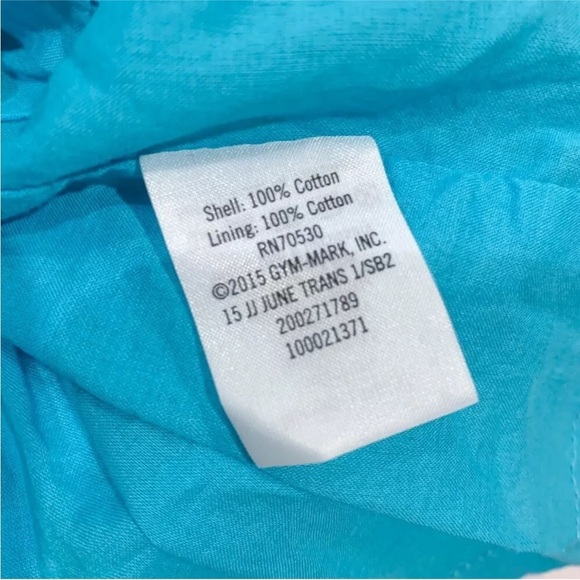 Shell: 100% Cotton
Lining: 100% Cotton
RN70530
©2015 GYM-MARK, INC.
15 JJ JUNE TRANS 1/SB2
200271789
100021371